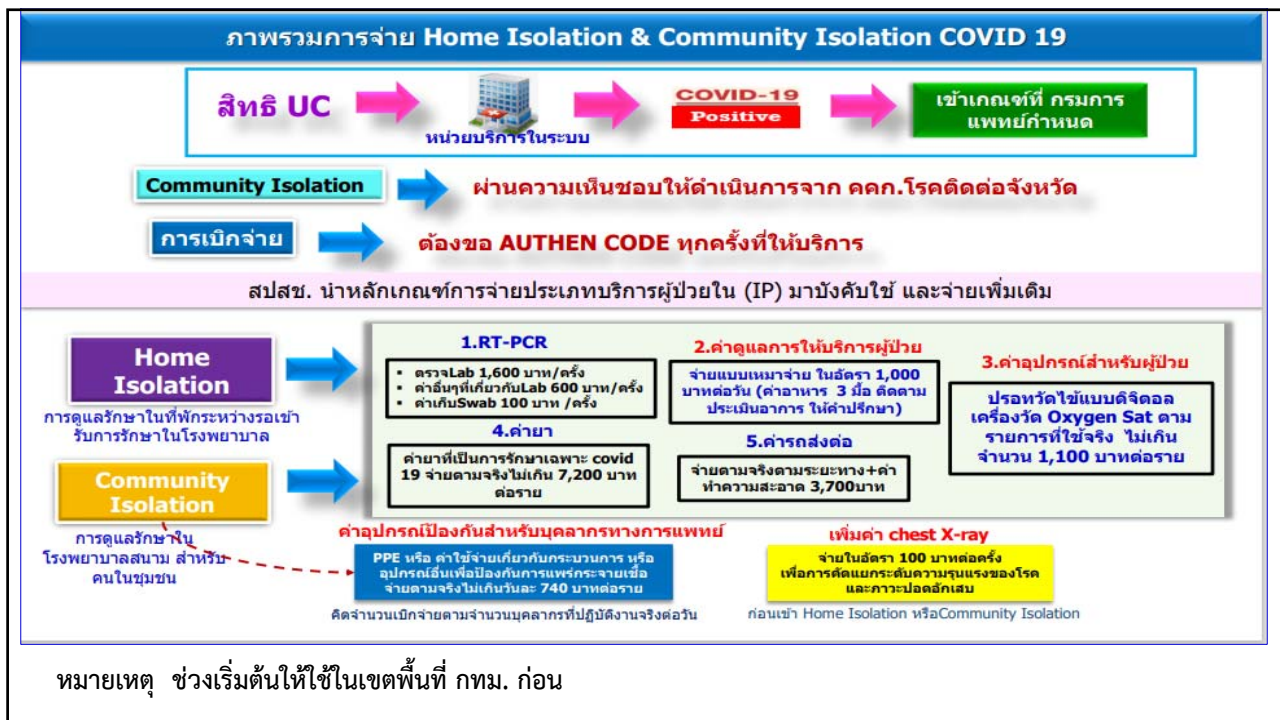 ภาพรวมการจ่าย Home Isolation & Community Isolation COVID 19
สิทธิ UC
หน่วยบริการในระบบ
COVID-19
Positive
เข้าเกณฑ์ที่ กรมการ
แพทย์กำหนด
Community Isolation
ผ่านความเห็นชอบให้ดำเนินการจาก คคก.โรคติดต่อจังหวัด
การเบิกจ่าย
ต้องขอ AUTHEN CODE ทุกครั้งที่ให้บริการ
สปสช. นำหลักเกณฑ์การจ่ายประเภทบริการผู้ป่วยใน (IP) มาบังคับใช้ และจ่ายเพิ่มเติม
Home
Isolation
การดูแลรักษาในที่พักระหว่างรอเข้า
รับการรักษาในโรงพยาบาล
Community
Isolation
การดูแลรักษาใน
โรงพยาบาลสนาม สำหรับ
คนในชุมชน
1.RT-PCR
• ตรวจLab 1,600 บาท/ครั้ง
• ค่าอื่นๆที่เกี่ยวกับLab 600 บาท/ครั้ง
• ค่าเก็บSwab 100 บาท /ครั้ง
2.ค่าดูแลการให้บริการผู้ป่วย
จ่ายแบบเหมาจ่าย ในอัตรา 1,000
บาทต่อวัน (ค่าอาหาร 3 มื้อ ติดตาม
ประเมินอาการ ให้คำปรึกษา)
3.ค่าอุปกรณ์สำหรับผู้ป่วย
ปรอทวัดไข้แบบดิจิตอล
เครื่องวัด Oxygen Sat ตาม
รายการที่ใช้จริง ไม่เกิน
จำนวน 1,100 บาทต่อราย
4.ค่ายา
ค่ายาที่เป็นการรักษาเฉพาะ covid
19 จ่ายตามจริงไม่เกิน 7,200 บาท
ต่อราย
5.ค่ารถส่งต่อ
จ่ายตามจริงตามระยะทาง+ค่า
ทำความสะอาด 3,700บาท
ค่าอุปกรณ์ป้องกันสำหรับบุคลากรทางการแพทย์
PPE หรือ ค่าใช้จ่ายเกี่ยวกับกระบวนการ หรือ
อุปกรณ์อื่นเพื่อป้องกันการแพร่กระจายเชื้อ
จ่ายตามจริงไม่เกินวันละ 740 บาทต่อราย
คิดจำนวนเบิกจ่ายตามจำนวนบุคลากรที่ปฏิบัติงานจริงต่อวัน
เพิ่มค่า chest X-ray
จ่ายในอัตรา 100 บาทต่อครั้ง
เพื่อการคัดแยกระดับความรุนแรงของโรค
และภาวะปอดอักเสบ
ก่อนเข้า Home Isolation หรือCommunity Isolation
หมายเหตุ ช่วงเริ่มต้นให้ใช้ในเขตพื้นที่ กทม. ก่อน